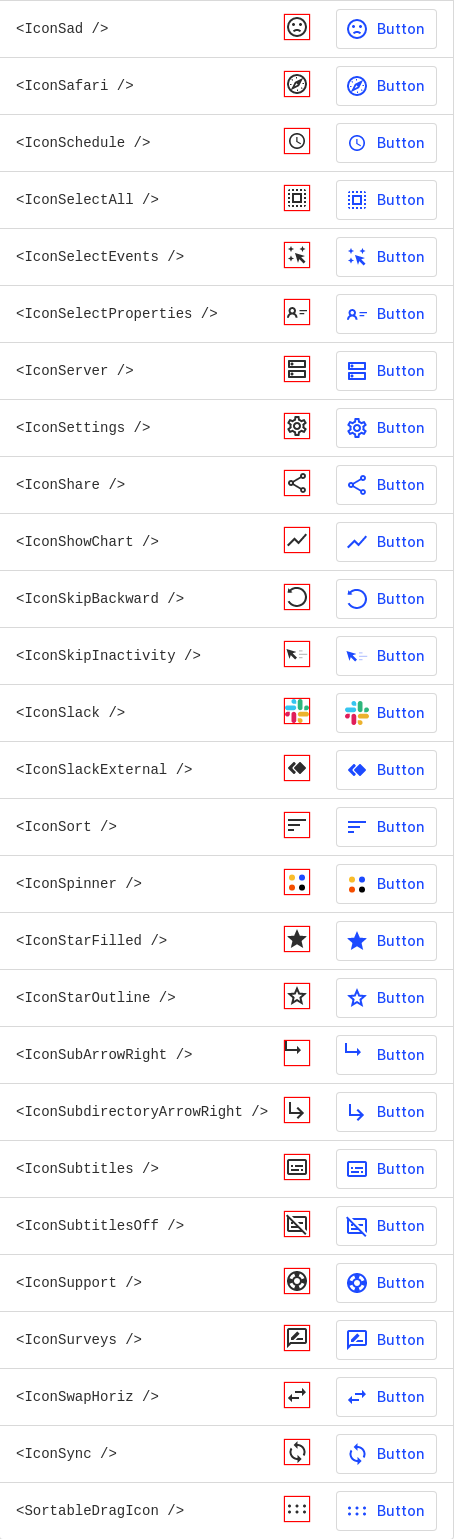 <IconSad /> Button
<IconSafari /> Button
<IconSchedule /> Button
<IconSelectAll /> Button
<IconSelectEvents /> Button
<IconSelectProperties /> Button
<IconServer /> Button
<IconSettings /> Button
<IconShare /> Button
<IconShowChart /> Button
<IconSkipBackward /> Button
<IconSkipInactivity /> Button
<IconSlack /> Button
<IconSlackExternal /> Button
<IconSort /> Button
<IconSpinner /> Button
<IconStarFilled /> Button
<IconStarOutline /> Button
<IconSubArrowRight /> Button
<IconSubdirectoryArrowRight /> Button
<IconSubtitles /> Button
<IconSubtitlesOff /> Button
<IconSupport /> Button
<IconSurveys /> Button
<IconSwapHoriz /> Button
<IconSync /> Button
<SortableDragIcon /> Button